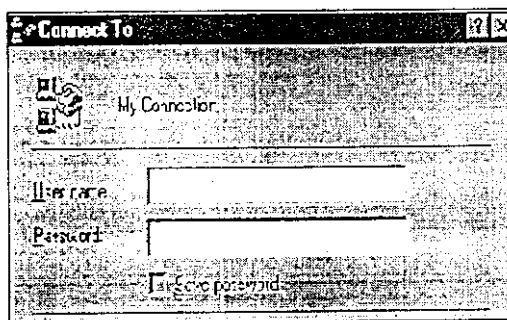 Connect To
My Connection
User name
Password:
Save password